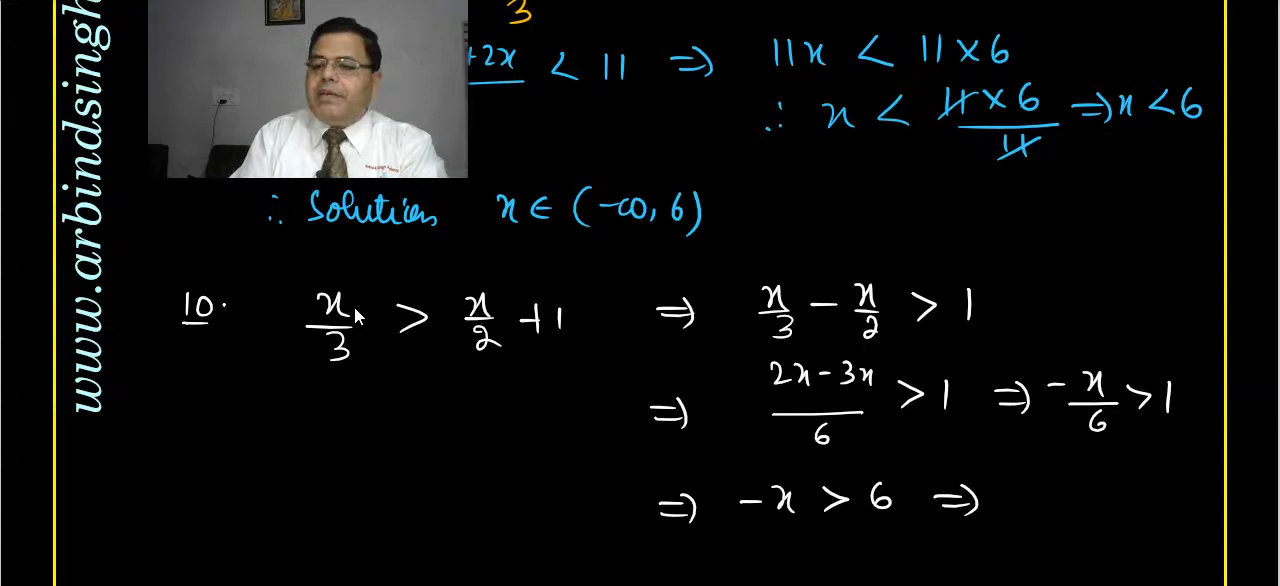 www.arbindsingh
3
+2x < 11 ⇒ 11x < 11×6
∴ x < 11×6/11 ⇒ x < 6
∴ Solution x ∈ (-∞, 6)
10. x/3 > x/2 + 1 ⇒ x/3 - x/2 > 1
⇒ 2x - 3x/6 > 1 ⇒ -x/6 > 1
⇒ -x > 6 ⇒